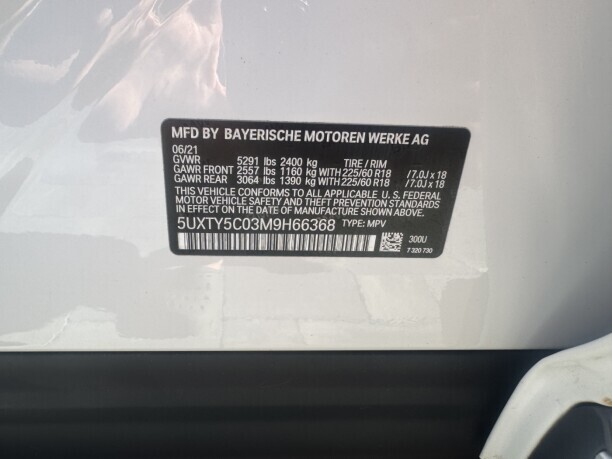 MFD BY BAYERISCHE MOTOREN WERKE AG
06/21
GVWR 5291 lbs 2400 kg TIRE / RIM
GAWR FRONT 2557 lbs 1160 kg WITH 225/60 R18 / 7.0J x 18
GAWR REAR 3064 lbs 1390 kg WITH 225/60 R18 / 7.0J x 18
THIS VEHICLE CONFORMS TO ALL APPLICABLE U.S. FEDERAL
MOTOR VEHICLE SAFETY, BUMPER, AND THEFT PREVENTION
STANDARDS IN EFFECT ON THE DATE OF MANUFACTURE SHOWN ABOVE.
5UXTY5C03M9H66368 TYPE: MPV
300U
7 320 730